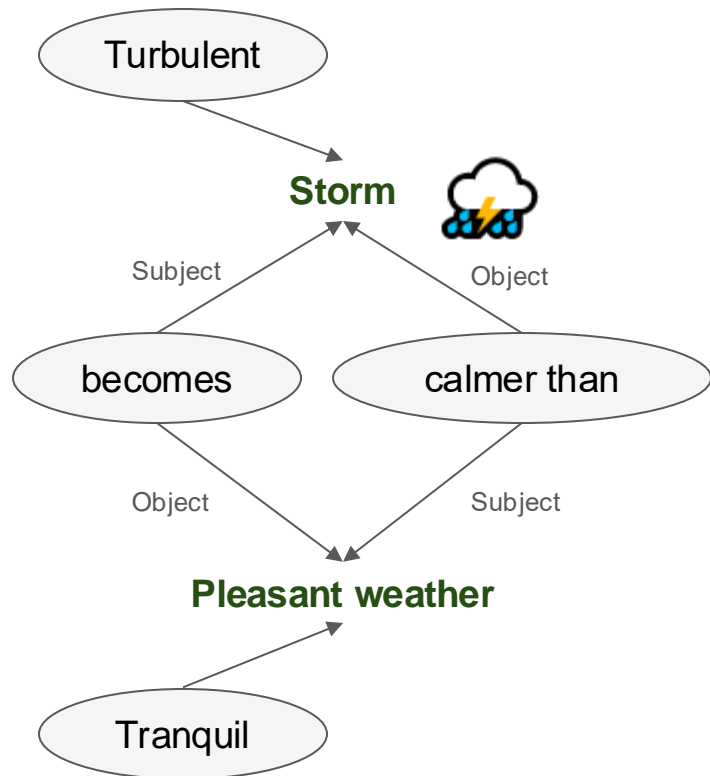 Turbulent
Storm
Subject
Object
becomes
calmer than
Object
Subject
Pleasant weather
Tranquil